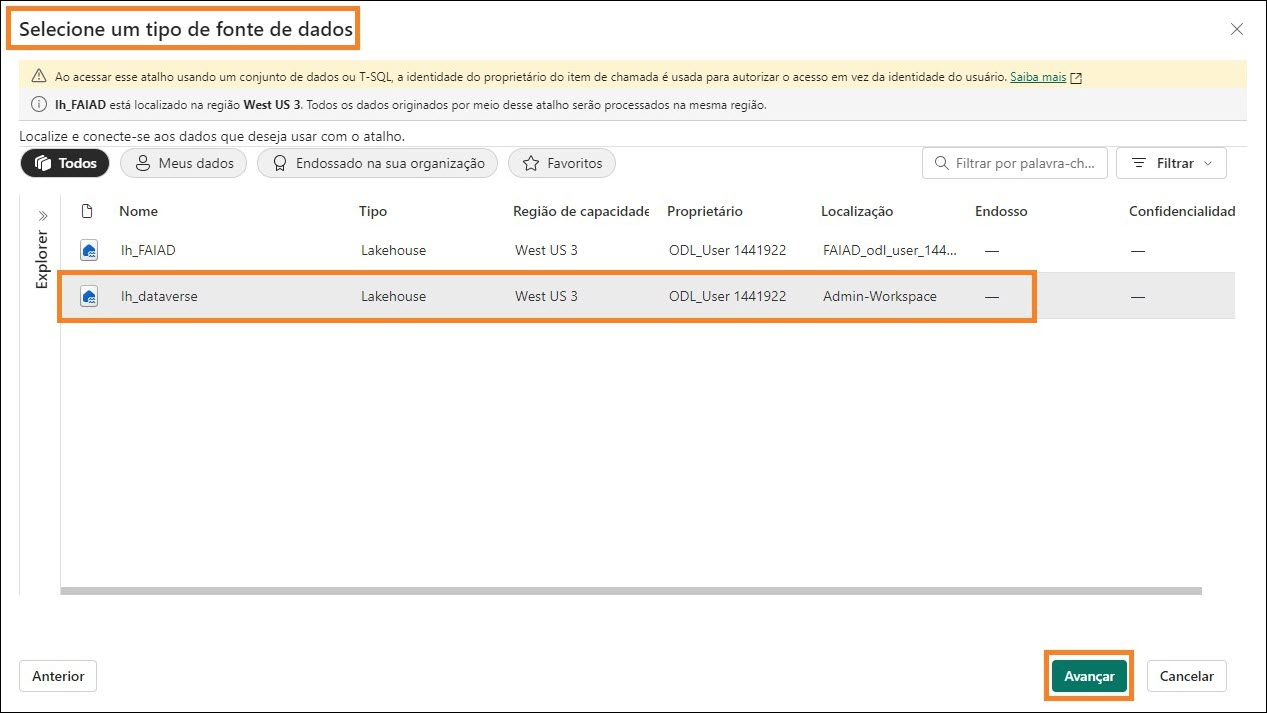 Selecione um tipo de fonte de dados
Ao acessar esse atalho usando um conjunto de dados ou T-SQL, a identidade do proprietário do item de chamada é usada para autorizar o acesso em vez da identidade do usuário. Saiba mais
lh_FAIAD está localizado na região West US 3. Todos os dados originados por meio desse atalho serão processados na mesma região.
Localize e conecte-se aos dados que deseja usar com o atalho.
Todos Meus dados Endossado na sua organização Favoritos Filtrar por palavra-ch... Filtrar
Explorer
Nome Tipo Região de capacidade Proprietário Localização Endosso Confidencialidad
lh_FAIAD Lakehouse West US 3 ODL_User 1441922 FAIAD_odl_user_144... — —
lh_dataverse Lakehouse West US 3 ODL_User 1441922 Admin-Workspace — —
Anterior Avançar Cancelar